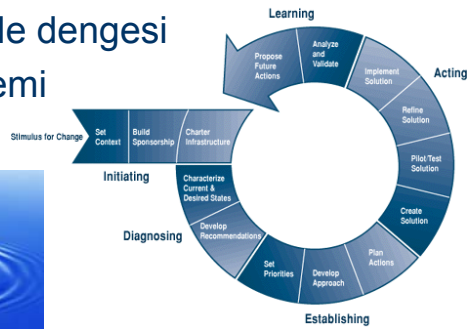 le dengesi
emi
Learning
Propose
Future
Actions
Analyze
and
Validate
Implement
Solution
Acting
Refine
Solution
Pilot/Test
Solution
Create
Solution
Stimulus for Change
Set
Context
Build
Sponsorship
Charter
Infrastructure
Initiating
Characterize
Current &
Desired States
Diagnosing
Develop
Recommendations
Set
Priorities
Develop
Approach
Plan
Actions
Establishing